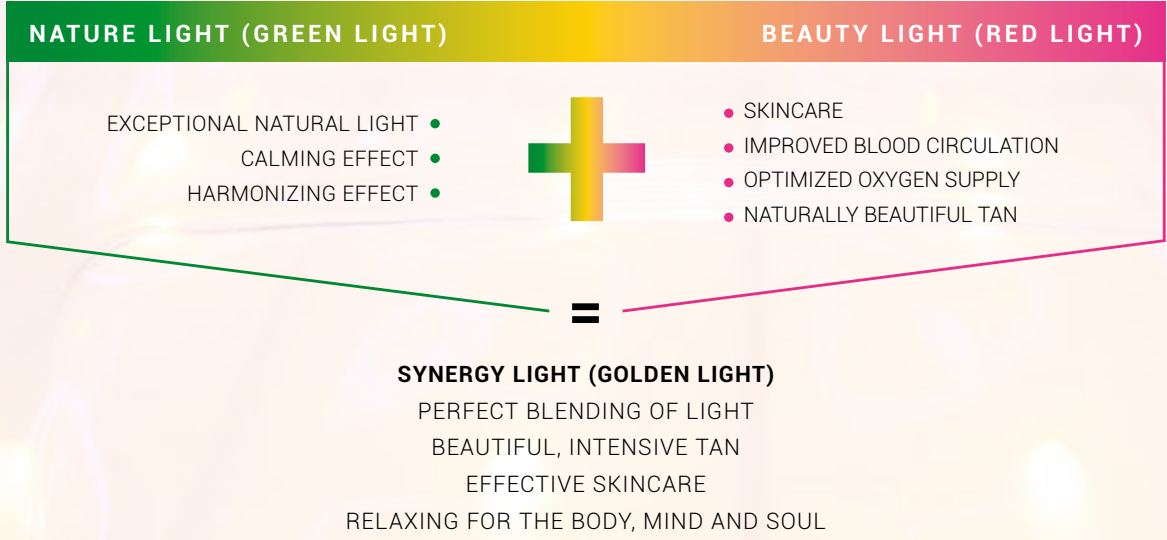 NATURE LIGHT (GREEN LIGHT)
BEAUTY LIGHT (RED LIGHT)
EXCEPTIONAL NATURAL LIGHT •
CALMING EFFECT •
HARMONIZING EFFECT •
+
• SKINCARE
• IMPROVED BLOOD CIRCULATION
• OPTIMIZED OXYGEN SUPPLY
• NATURALLY BEAUTIFUL TAN
=
SYNERGY LIGHT (GOLDEN LIGHT)
PERFECT BLENDING OF LIGHT
BEAUTIFUL, INTENSIVE TAN
EFFECTIVE SKINCARE
RELAXING FOR THE BODY, MIND AND SOUL